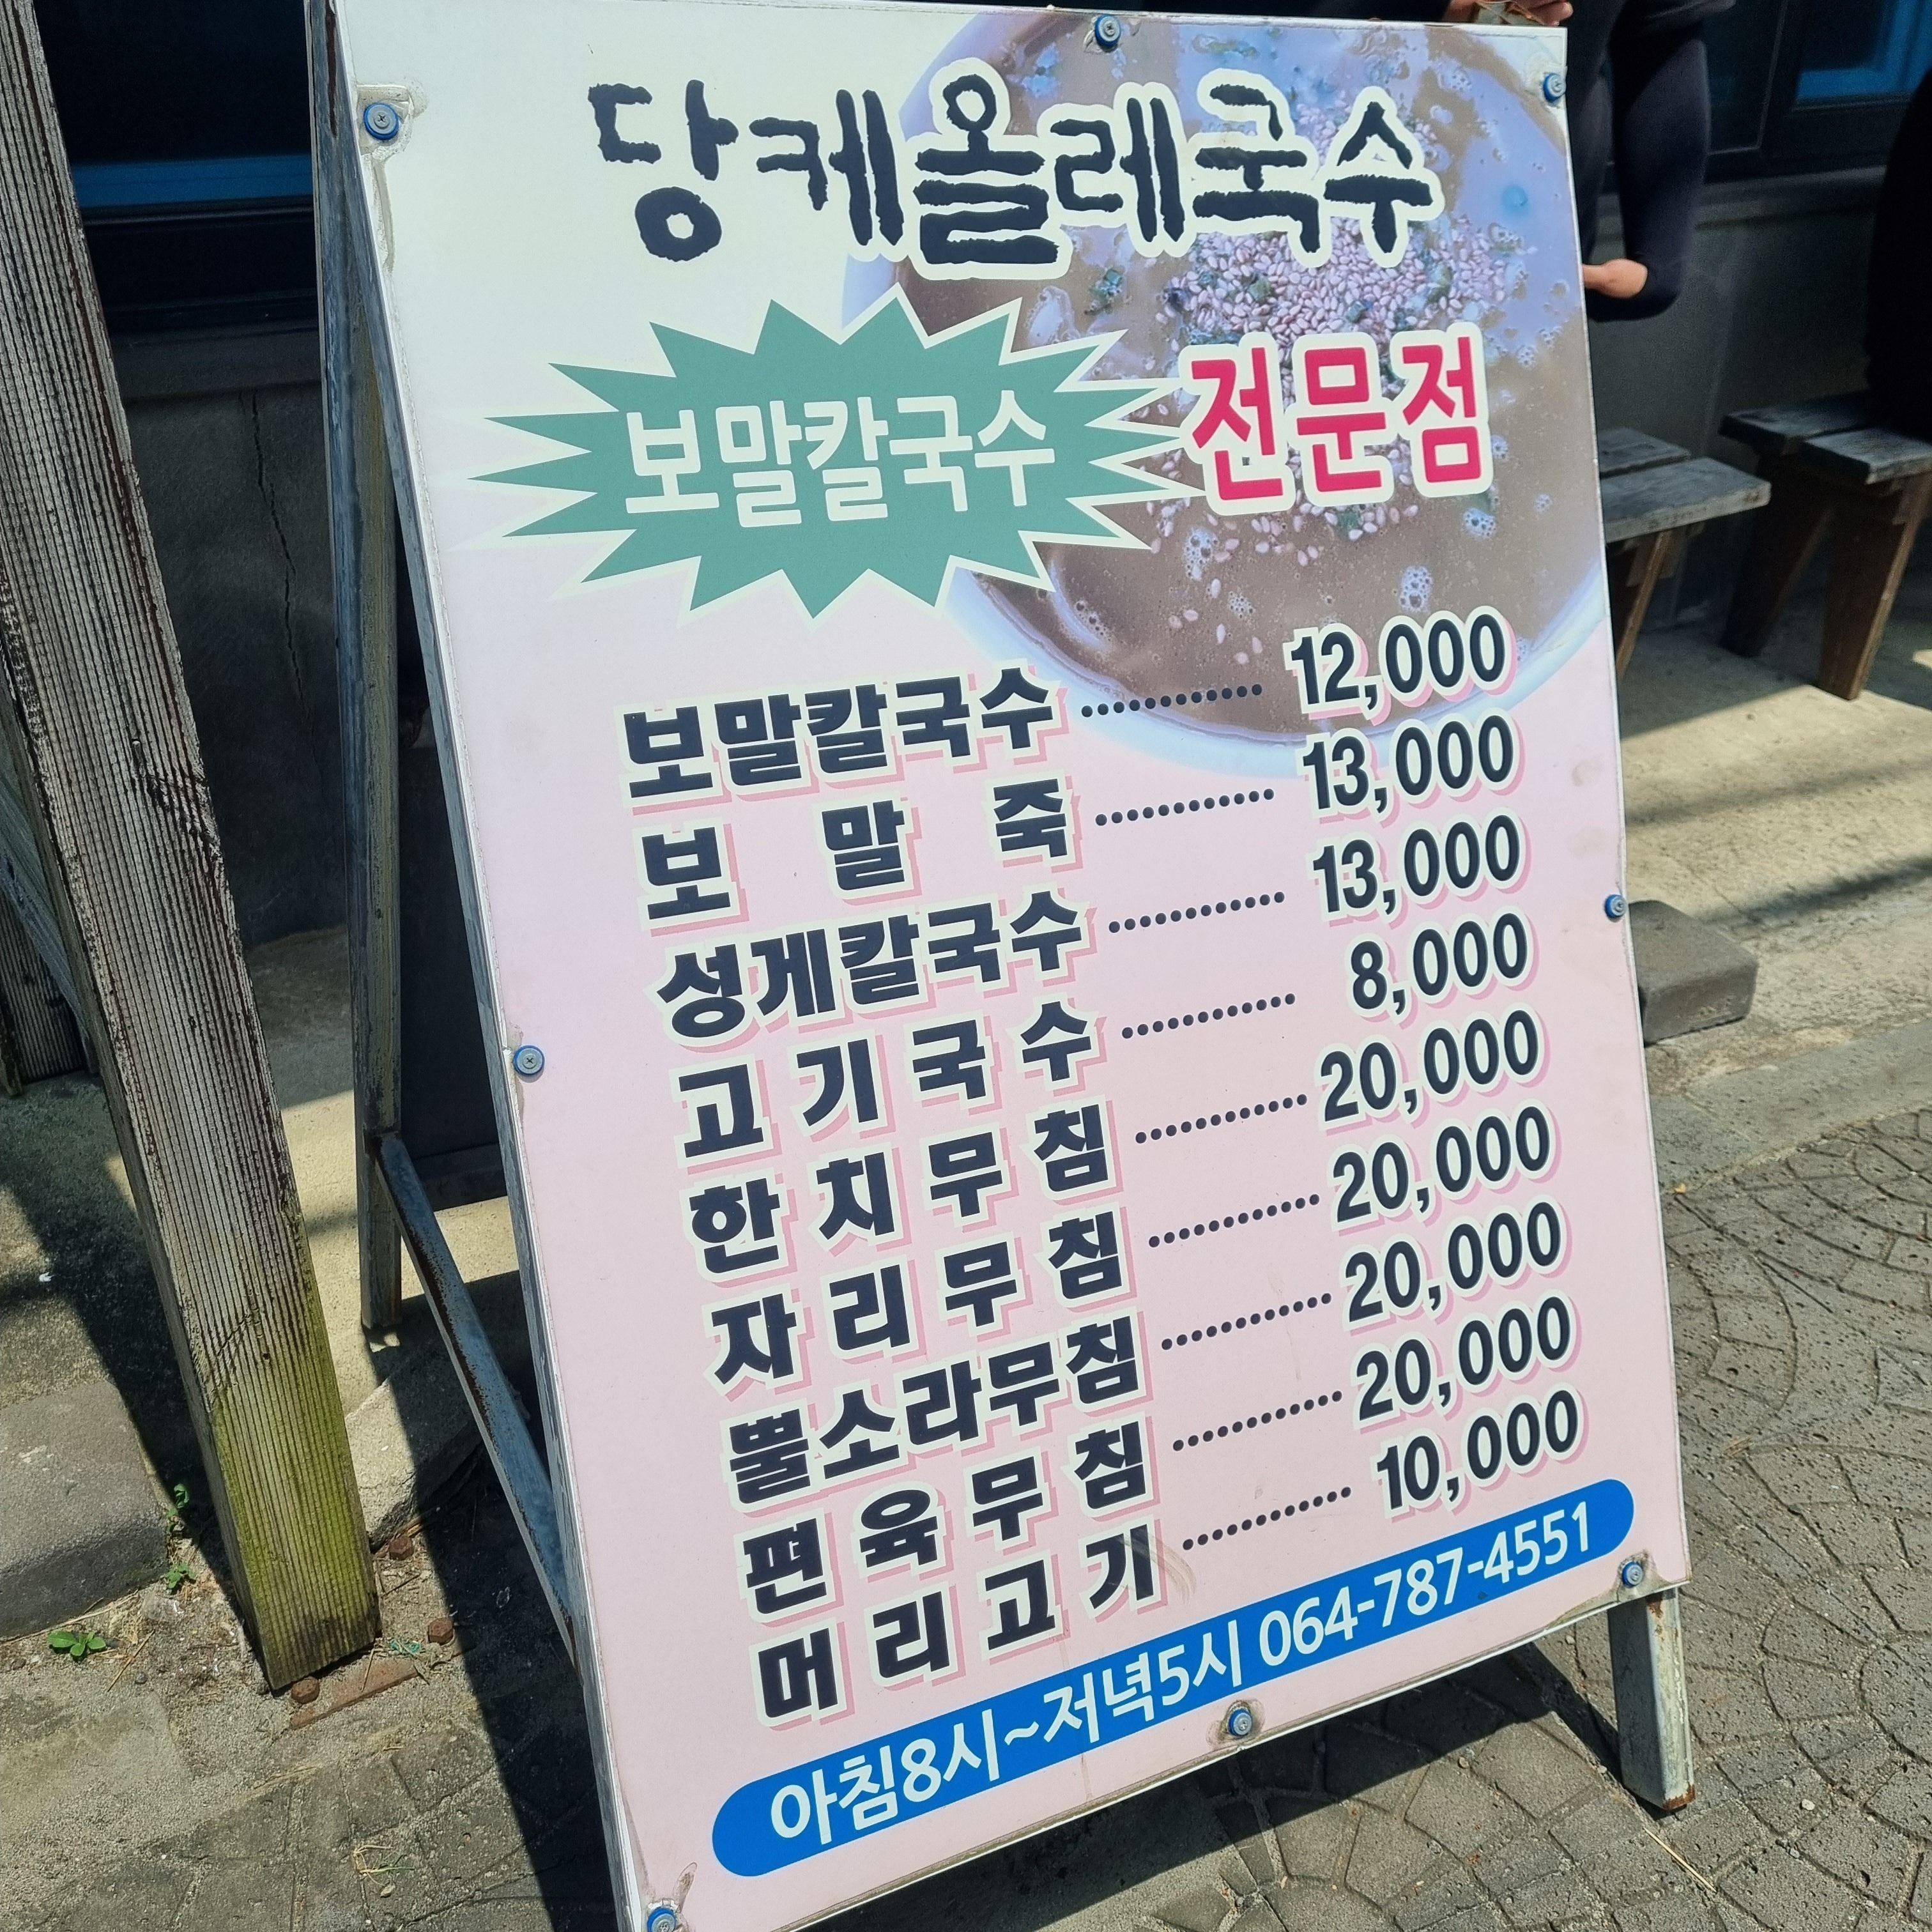 당케올레국수
보말칼국수 전문점
보말칼국수 ············ 12,000
보 말 죽 ············ 13,000
성게칼국수 ············ 13,000
고 기 국 수 ············ 8,000
한 치 무 침 ············ 20,000
자 리 무 침 ············ 20,000
뿔소라무침 ············ 20,000
편 육 무 침 ············ 20,000
머 리 고 기 ············ 10,000
아침8시~저녁5시 064-787-4551